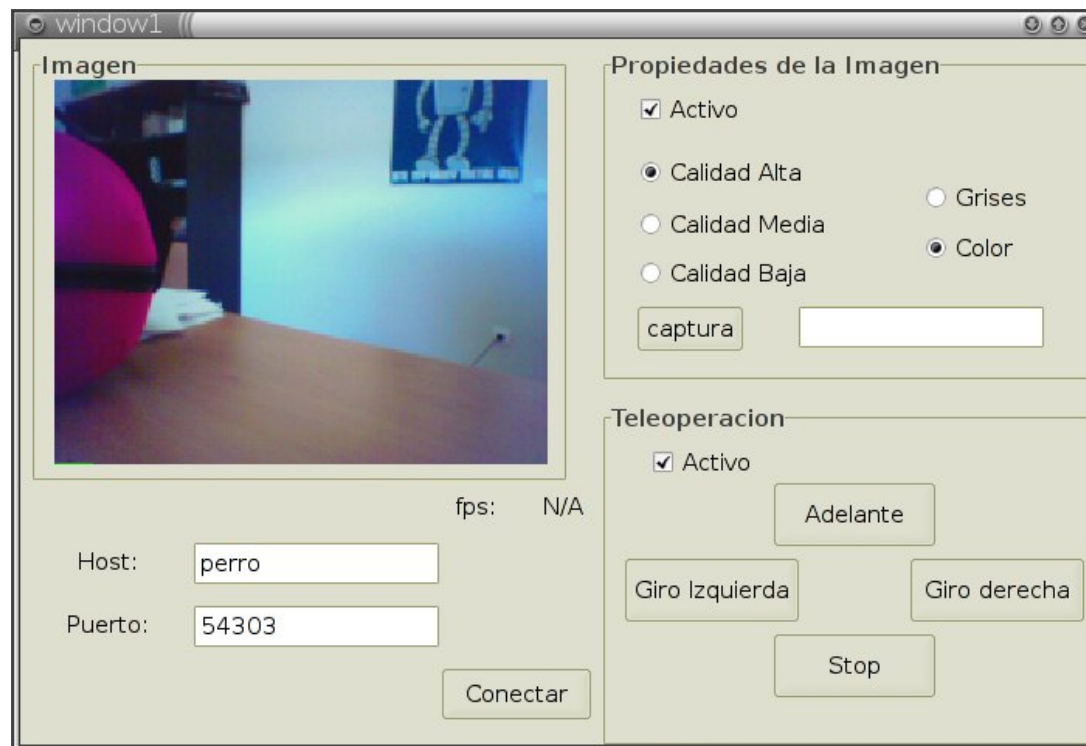 window1
Imagen
fps: N/A
Host: perro
Puerto: 54303
Conectar
Propiedades de la Imagen
Activo
Calidad Alta
Calidad Media
Calidad Baja
Grises
Color
captura
Teleoperacion
Activo
Adelante
Giro Izquierda
Giro derecha
Stop